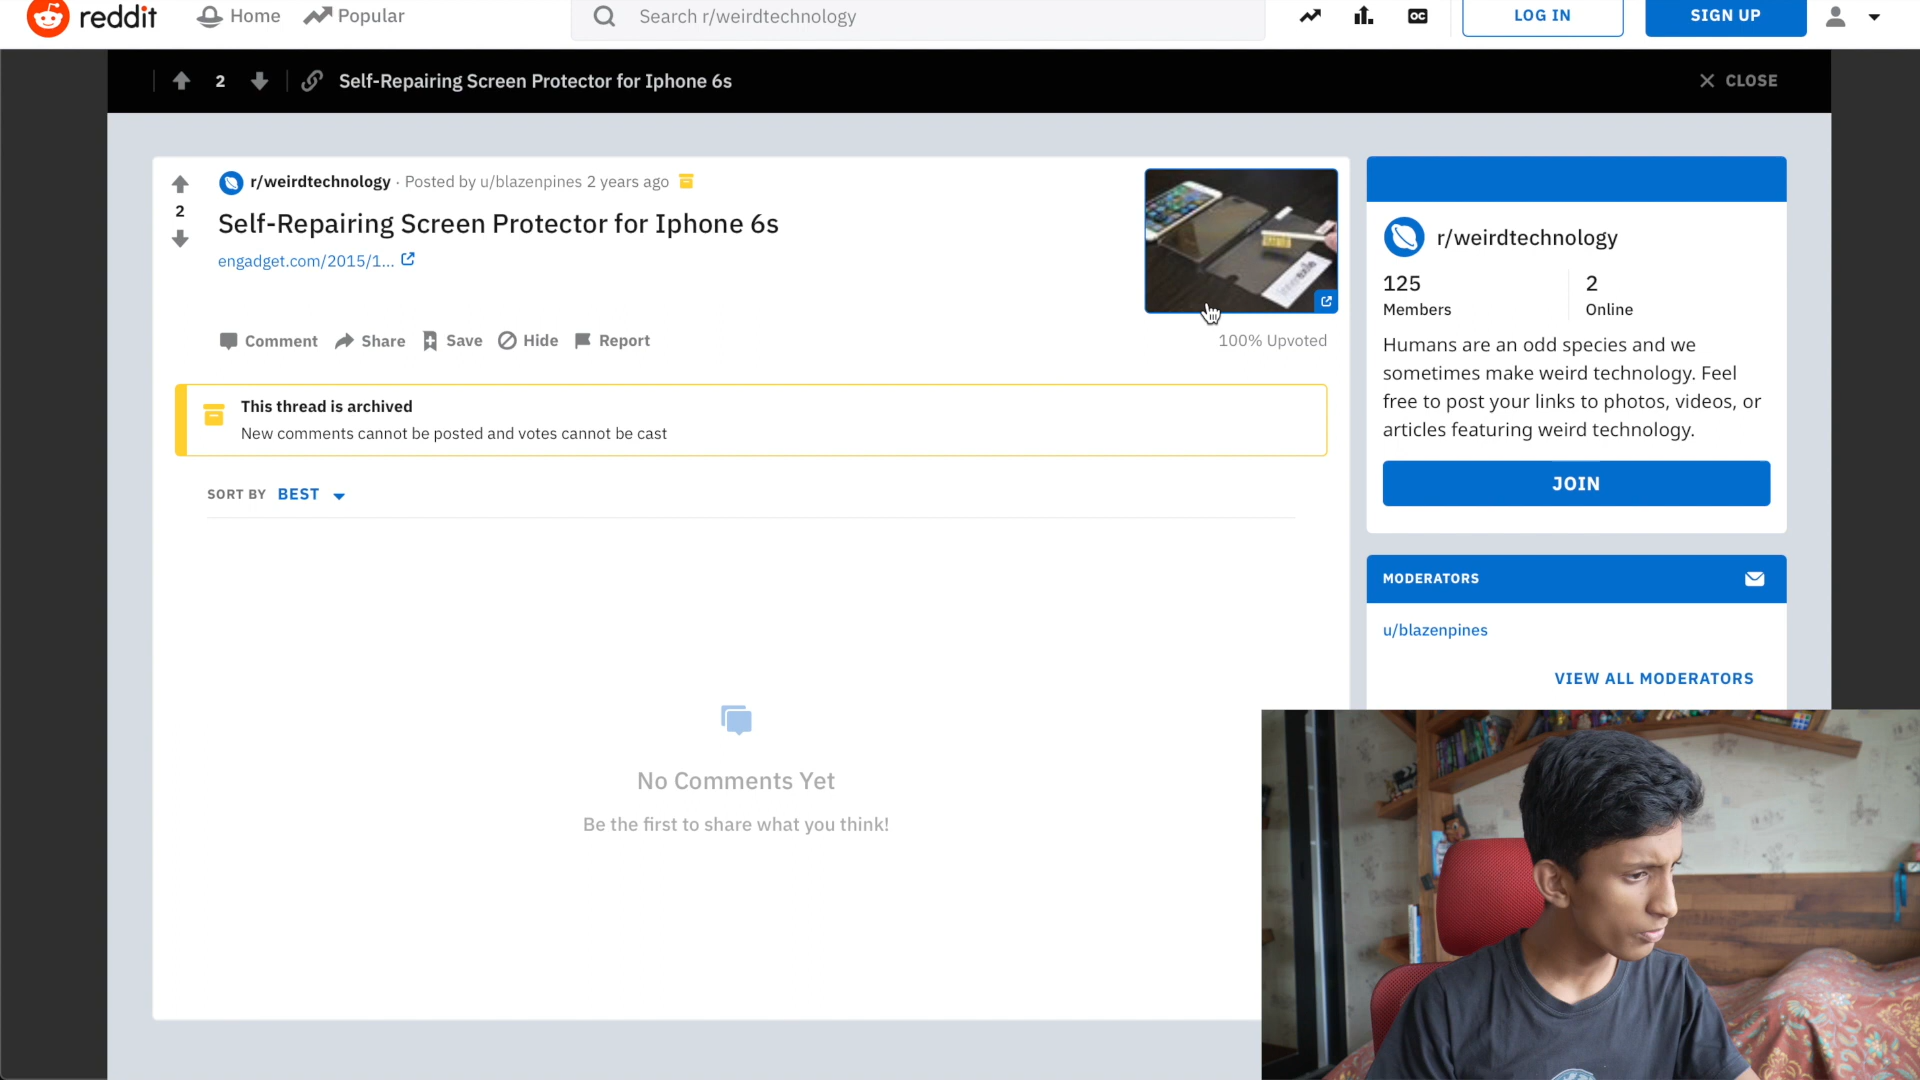 reddit Home Popular Search r/weirdtechnology OC LOG IN SIGN UP
2 Self-Repairing Screen Protector for Iphone 6s CLOSE
r/weirdtechnology · Posted by u/blazenpines 2 years ago
2
Self-Repairing Screen Protector for Iphone 6s
engadget.com/2015/1...
Comment Share Save Hide Report 100% Upvoted
This thread is archived
New comments cannot be posted and votes cannot be cast
SORT BY BEST
No Comments Yet
Be the first to share what you think!
r/weirdtechnology
125 2
Members Online
Humans are an odd species and we
sometimes make weird technology. Feel
free to post your links to photos, videos, or
articles featuring weird technology.
JOIN
MODERATORS
u/blazenpines
VIEW ALL MODERATORS